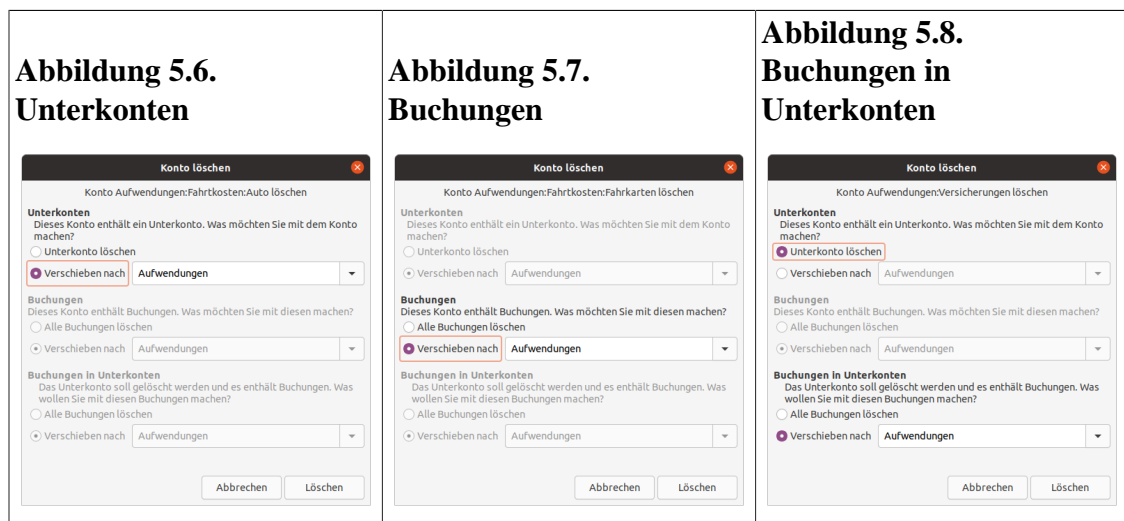 Abbildung 5.6.
Unterkonten
Konto löschen
Konto Aufwendungen:Fahrtkosten:Auto löschen
Unterkonten
Dieses Konto enthält ein Unterkonto. Was möchten Sie mit dem Konto
machen?
Unterkonto löschen
Verschieben nach Aufwendungen
Buchungen
Dieses Konto enthält Buchungen. Was möchten Sie mit diesen machen?
Alle Buchungen löschen
Verschieben nach Aufwendungen
Buchungen in Unterkonten
Das Unterkonto soll gelöscht werden und es enthält Buchungen. Was
wollen Sie mit diesen Buchungen machen?
Alle Buchungen löschen
Verschieben nach Aufwendungen
Abbrechen Löschen
Abbildung 5.7.
Buchungen
Konto löschen
Konto Aufwendungen:Fahrtkosten:Fahrkarten löschen
Unterkonten
Dieses Konto enthält ein Unterkonto. Was möchten Sie mit dem Konto
machen?
Unterkonto löschen
Verschieben nach Aufwendungen
Buchungen
Dieses Konto enthält Buchungen. Was möchten Sie mit diesen machen?
Alle Buchungen löschen
Verschieben nach Aufwendungen
Buchungen in Unterkonten
Das Unterkonto soll gelöscht werden und es enthält Buchungen. Was
wollen Sie mit diesen Buchungen machen?
Alle Buchungen löschen
Verschieben nach Aufwendungen
Abbrechen Löschen
Abbildung 5.8.
Buchungen in
Unterkonten
Konto löschen
Konto Aufwendungen:Versicherungen löschen
Unterkonten
Dieses Konto enthält ein Unterkonto. Was möchten Sie mit dem Konto
machen?
Unterkonto löschen
Verschieben nach Aufwendungen
Buchungen
Dieses Konto enthält Buchungen. Was möchten Sie mit diesen machen?
Alle Buchungen löschen
Verschieben nach Aufwendungen
Buchungen in Unterkonten
Das Unterkonto soll gelöscht werden und es enthält Buchungen. Was
wollen Sie mit diesen Buchungen machen?
Alle Buchungen löschen
Verschieben nach Aufwendungen
Abbrechen Löschen